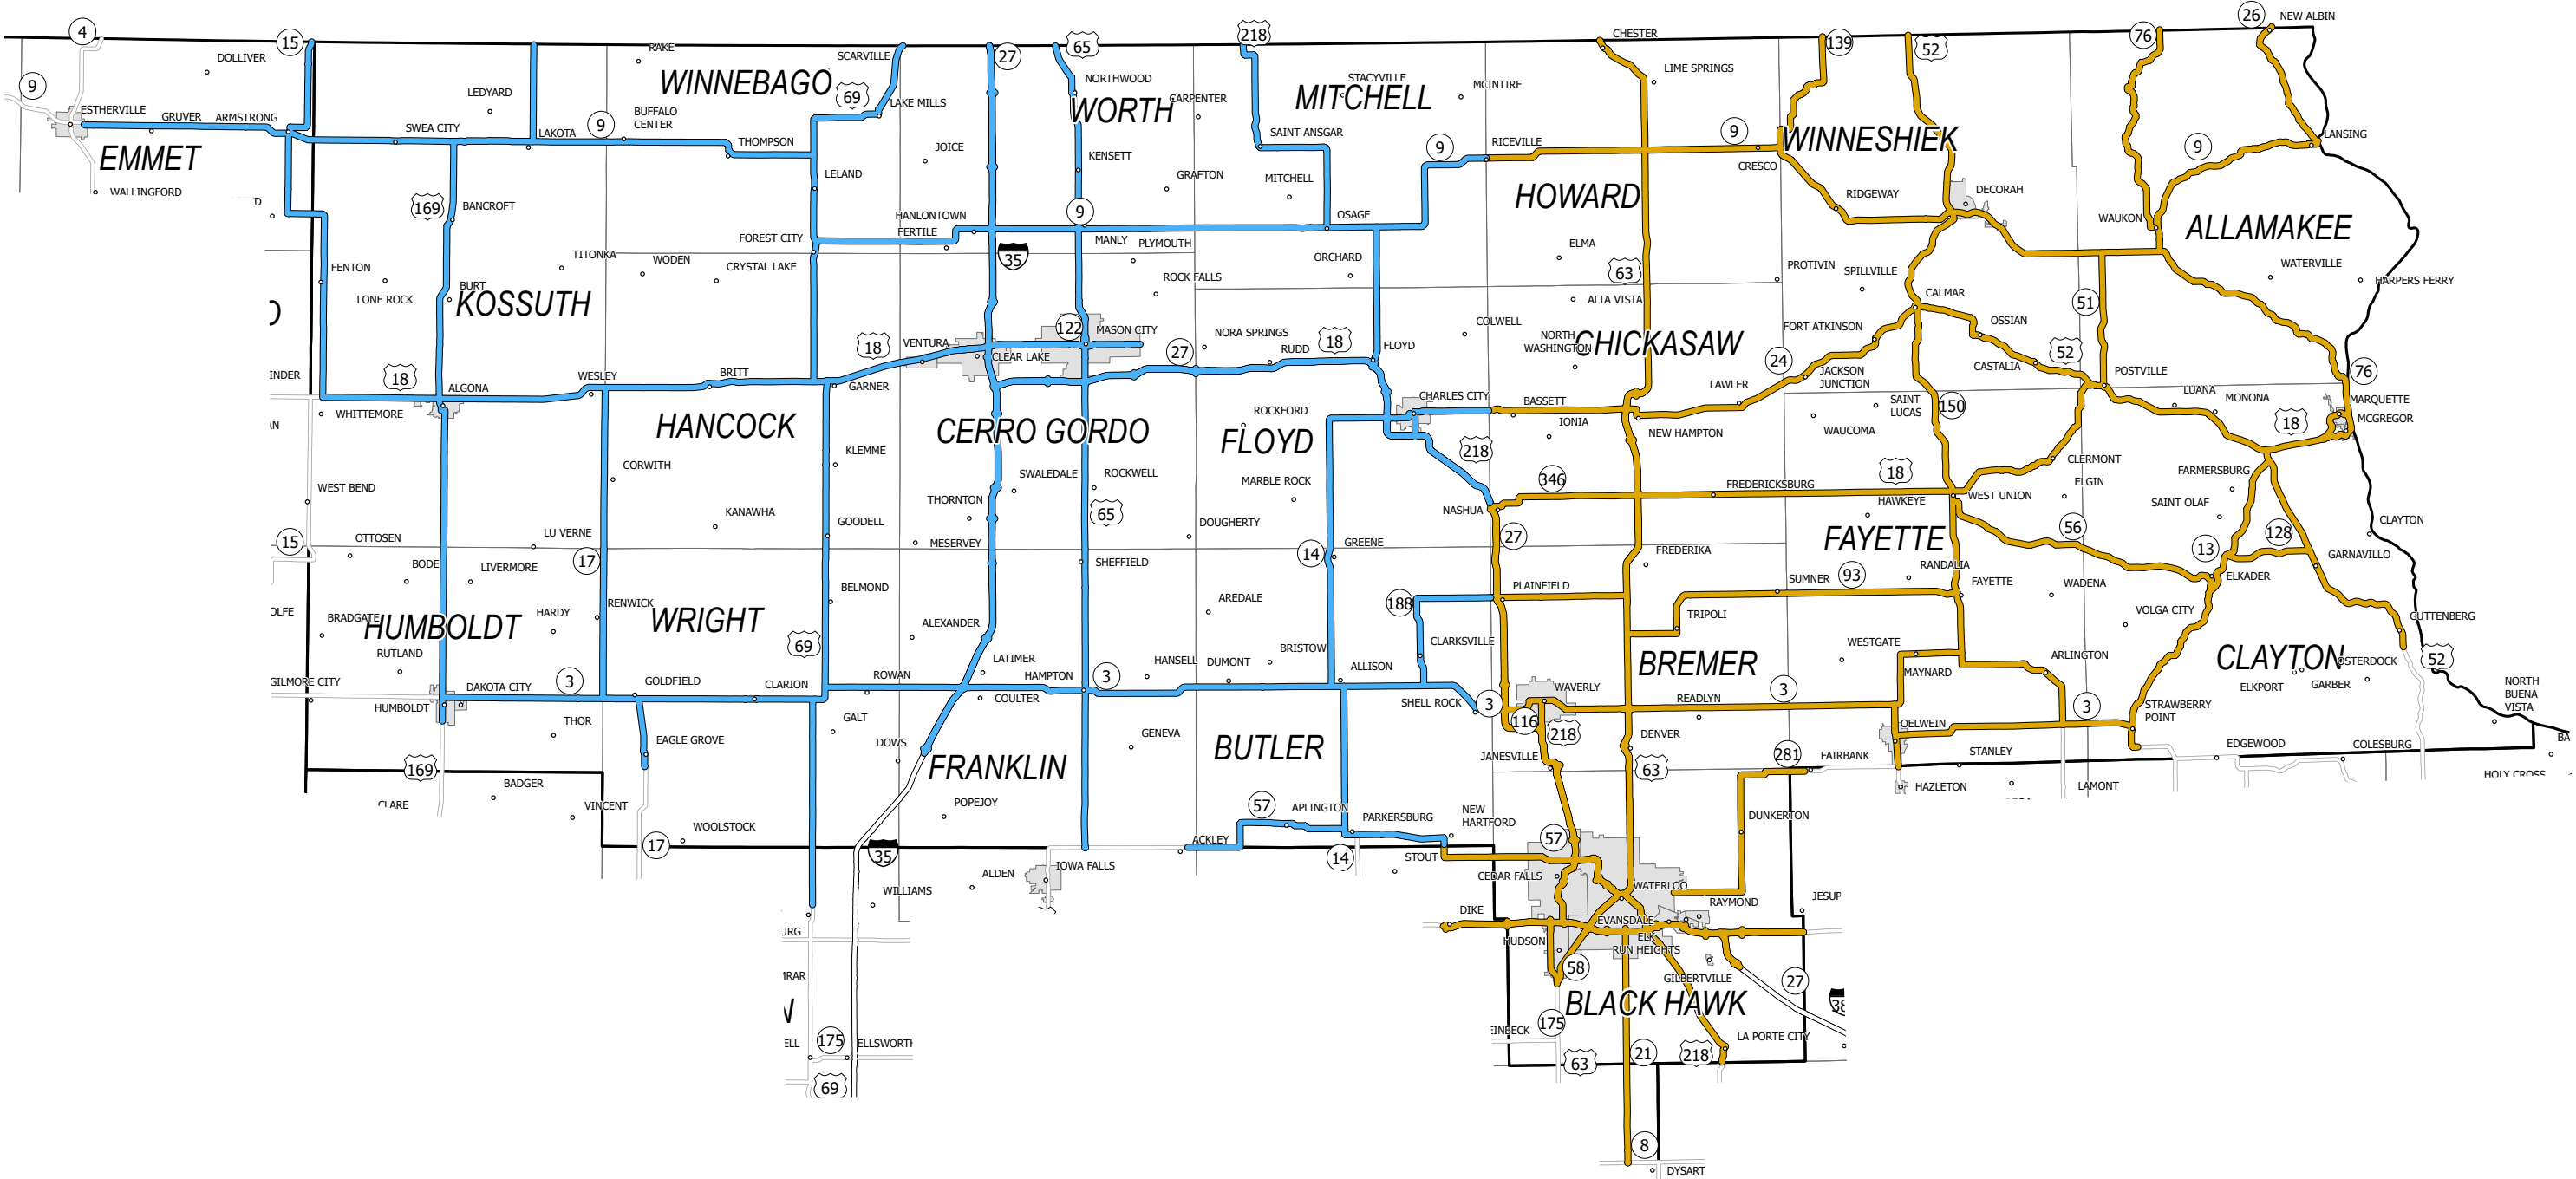 4
15
218
139
52
76
26
NEW ALBIN
9
DOLLIVER
RAKE
SCARVILLE
27
65
CHESTER
ESTHERVILLE
GRUVER
ARMSTRONG
LEDYARD
WINNEBAGO
69
LAKE MILLS
NORTHWOOD
WORTH
CARPENTER
STACYVILLE
MITCHELL
MCINTIRE
LIME SPRINGS
EMMET
WALLINGFORD
D
SWEA CITY
LAKOTA
9
BUFFALO
CENTER
THOMPSON
JOICE
KENSETT
SAINT ANSGAR
9
RICEVILLE
9
CRESCO
WINNESHIEK
9
LANSING
LELAND
GRAFTON
MITCHELL
HOWARD
RIDGEWAY
DECORAH
WAUKON
ALLAMAKEE
169
BANCROFT
HANLONTOWN
FERTILE
9
OSAGE
FOREST CITY
MANLY
PLYMOUTH
35
FENTON
LONE ROCK
BURT
KOSSUTH
TITONKA
WODEN
CRYSTAL LAKE
ROCK FALLS
ORCHARD
ELMA
63
PROTIVIN
SPILLVILLE
WATERVILLE
HARPERS FERRY
ALTA VISTA
CALMAR
51
COLWELL
NORTH
WASHINGTON
CHICKASAW
FORT ATKINSON
OSSIAN
122
MASON CITY
NORA SPRINGS
18
FLOYD
18
VENTURA
CLEAR LAKE
27
RUDD
24
JACKSON
JUNCTION
52
CASTALIA
POSTVILLE
76
INDER
18
ALGONA
WESLEY
BRITT
GARNER
CHARLES CITY
BASSETT
LAWLER
LUANA
MONONA
MARQUETTE
MCGREGOR
WHITTEMORE
HANCOCK
CERRO GORDO
ROCKFORD
FLOYD
IONIA
NEW HAMPTON
SAINT
LUCAS
150
WAUCOMA
18
KLEMME
218
CORWITH
SWALEDALE
ROCKWELL
MARBLE ROCK
346
FREDERICKSBURG
18
HAWKEYE
WEST UNION
CLERMONT
ELGIN
FARMERSBURG
WEST BEND
THORNTON
65
NASHUA
SAINT OLAF
KANAWHA
GOODELL
DOUGHERTY
27
FAYETTE
56
128
CLAYTON
15
OTTOSEN
LU VERNE
17
MESERVEY
14
GREENE
FREDERIKA
13
GARNAVILLO
BODE
LIVERMORE
SHEFFIELD
RANDALIA
ELKADER
BELMOND
PLAINFIELD
SUMNER
93
FAYETTE
WADENA
OLFE
BRADGATE
HUMBOLDT
HARDY
RENWICK
WRIGHT
ALEXANDER
AREDALE
188
TRIPOLI
VOLGA CITY
GUTTENBERG
RUTLAND
69
LATIMER
BRISTOW
CLARKSVILLE
WESTGATE
BREMER
MAYNARD
ARLINGTON
CLAYTON
OSTERDOCK
52
GILMORE CITY
DAKOTA CITY
3
GOLDFIELD
CLARION
ROWAN
HAMPTON
3
HANSELL
DUMONT
ALLISON
WAVERLY
3
ELKPORT
GARBER
NORTH
BUENA
VISTA
HUMBOLDT
THOR
GALT
COULTER
SHELL ROCK
3
116
218
READLYN
DENVER
OELWEIN
3
STRAWBERRY
POINT
EAGLE GROVE
DOWS
GENEVA
BUTLER
JANESVILLE
281
FAIRBANK
STANLEY
EDGEWOOD
COLESBURG
BA
169
BADGER
FRANKLIN
63
HAZLETON
LAMONT
HOLY CROSS
CLARE
VINCENT
POPEJOY
57
APLINGTON
PARKERSBURG
NEW
HARTFORD
DUNKERTON
17
WOOLSTOCK
35
ACKLEY
14
STOUT
57
IOWA FALLS
ALDEN
WILLIAMS
CEDAR FALLS
WATERLOO
RAYMOND
JESUP
DIKE
EVANSDALE
URG
HUDSON
ELK
RUN HEIGHTS
58
GILBERTVILLE
27
38
BLACK HAWK
175
EINBECK
LA PORTE CITY
ELL
175
ELLSWORTH
63
21
218
69
8
DYSART